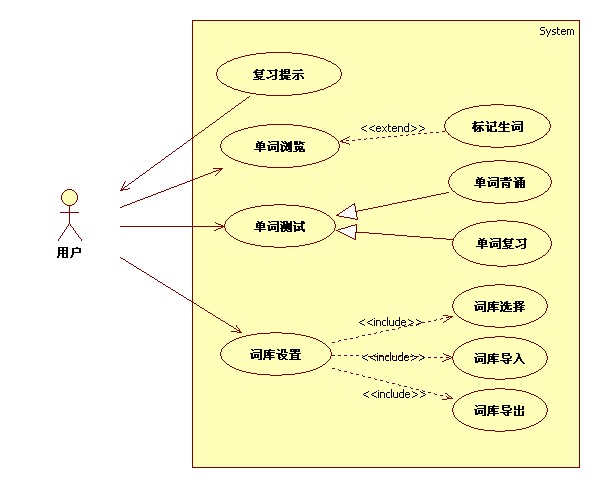 System
复习提示
<<extend>>
标记生词
单词浏览
单词背诵
单词测试
单词复习
用户
词库选择
<<include>>
词库设置
<<include>>
词库导入
<<include>>
词库导出